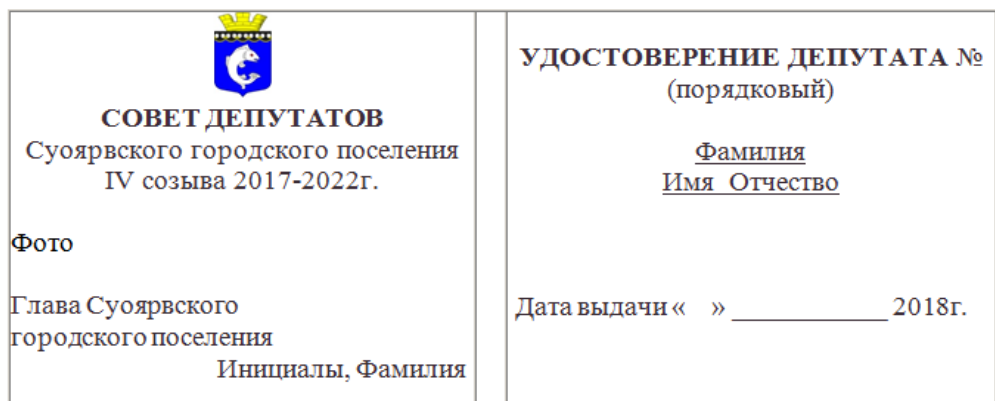 СОВЕТ ДЕПУТАТОВ
Суоярвского городского поселения
IV созыва 2017-2022г.
Фото
Глава Суоярвского
городского поселения
Инициалы, Фамилия
УДОСТОВЕРЕНИЕ ДЕПУТАТА №
(порядковый)
Фамилия
Имя Отчество
Дата выдачи « » ____________ 2018г.